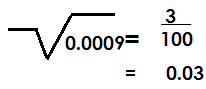 √0.0009 = 3/100
= 0.03